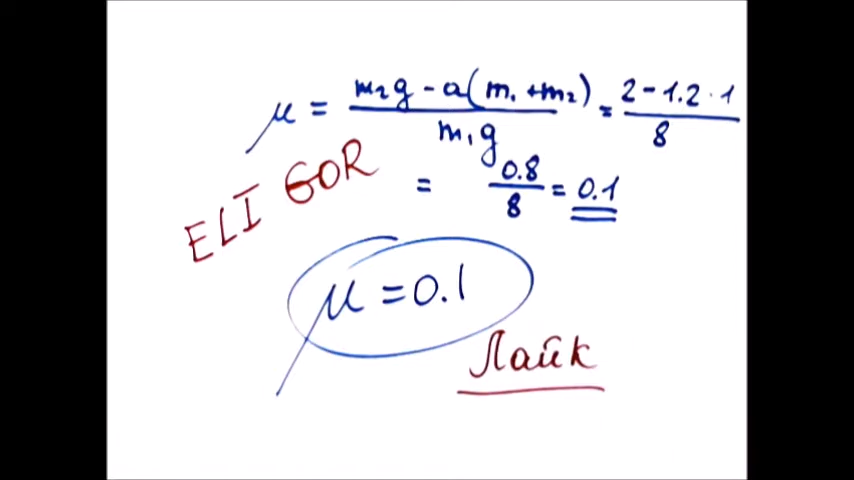 μ = m₂g - a(m₁ + m₂) / m₁g = 2 - 1.2 · 1 / 8
= 0.8 / 8 = 0.1
ELI GOR
μ = 0.1
Лайк